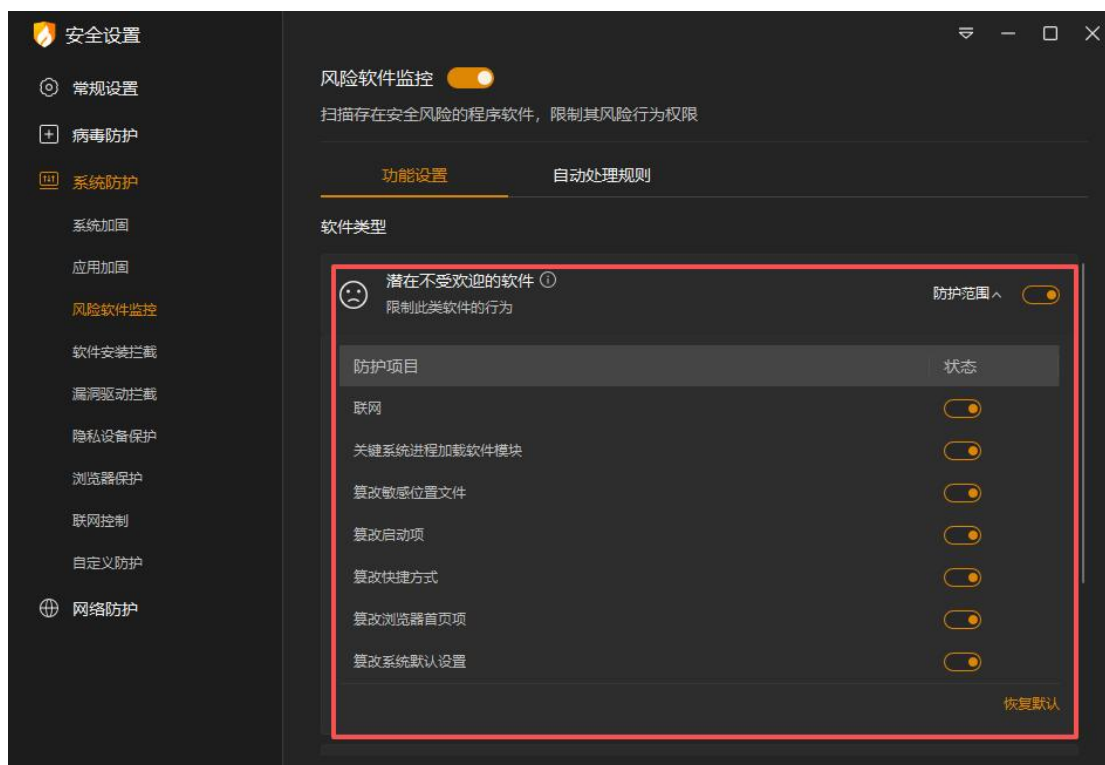 安全设置
常规设置
病毒防护
系统防护
系统加固
应用加固
风险软件监控
软件安装拦截
漏洞驱动拦截
隐私设备保护
浏览器保护
联网控制
自定义防护
网络防护
风险软件监控
扫描存在安全风险的程序软件，限制其风险行为权限
功能设置 自动处理规则
软件类型
潜在不受欢迎的软件
限制此类软件的行为
防护范围
防护项目 状态
联网
关键系统进程加载软件模块
篡改敏感位置文件
篡改启动项
篡改快捷方式
篡改浏览器首页项
篡改系统默认设置
恢复默认